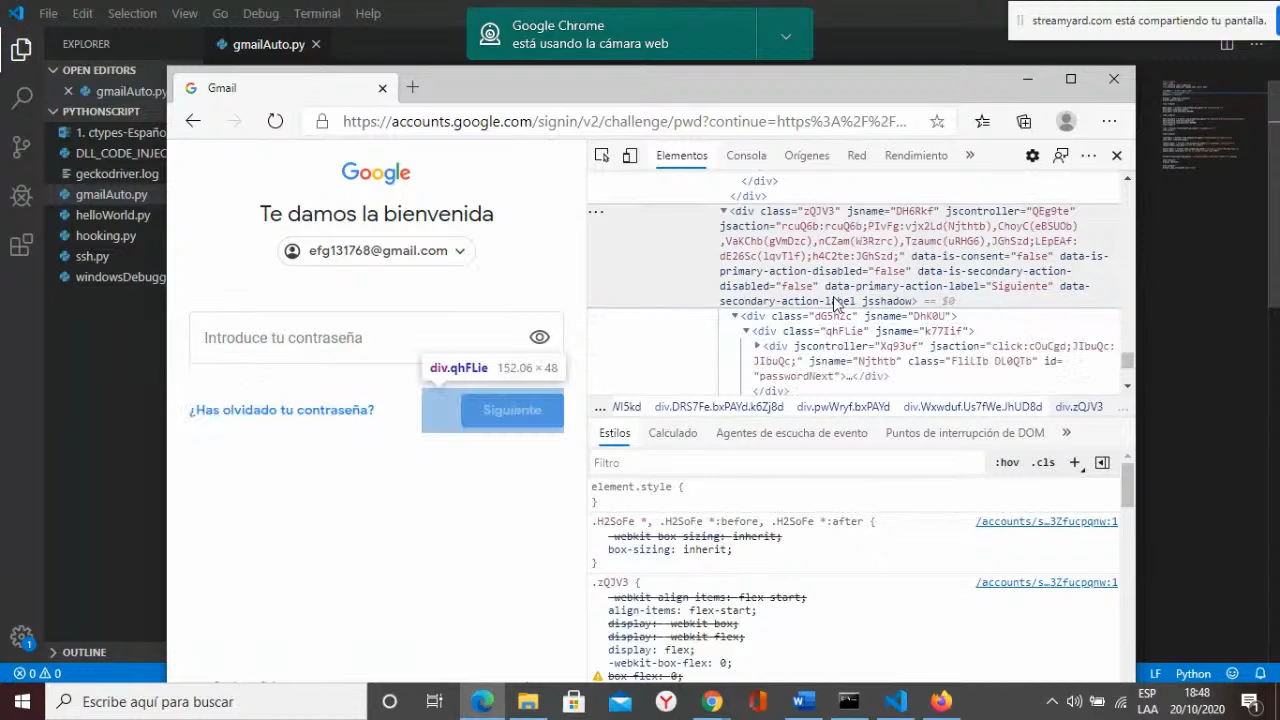 File Edit Selection View Go Debug Terminal Help
Google Chrome
está usando la cámara web
streamyard.com está compartiendo tu pantalla.
EXPLORER
gmailAuto.py
OPEN EDITORS
gmailAuto.py
PYTHONSCRIPT
1. ctypes-Españo
DLL_CODE_INJEC
geckodriver.log
gmailAuto.py
helloWorld.py
hooking.py
ssh.py
windowsDebugg
OUTLINE
Gmail
https://accounts.google.com/signin/v2/challenge/pwd?continue=https%3A%2F%2F...
Google
Te damos la bienvenida
efg131768@gmail.com
Introduce tu contraseña
div.qhFLie 152.06 × 48
¿Has olvidado tu contraseña?
Siguiente
Elementos Consola Orígenes Red Rendimiento
</div>
</div>
... <div class="zQJV3" jsname="DH6Rkf" jscontroller="QEg9te"
jsaction="rcuQ6b:rcuQ6b;PIvFg:vjx2Ld(Njthtb),ChoyC(eBSUOb)
,VaKChb(gVmDzc),nCZam(W3Rzrc),Tzaumc(uRHG6),JGhSzd;LEpEAf:
dE26Sc(lqvTlf);h4C2te:JGhSzd;" data-is-consent="false" data-is-
primary-action-disabled="false" data-is-secondary-action-
disabled="false" data-primary-action-label="Siguiente" data-
secondary-action-label jsshadow> == $0
<div class="dG5hZc" jsname="DhK0U">
<div class="qhFLie" jsname="k77Iif">
<div jscontroller="Xq93uf" jsaction="click:cOuCgd;JIbuQc:
JIbuQc;" jsname="Njthtb" class="FliLIb DL0QTb" id=
"passwordNext">…</div>
</div>
... WI5kd div.DRS7Fe.bxPAYd.k6Zj8d div.pwWryf.bxPAYd div.Wxwduf.Us7fWe.JhUD8d div.zQJV3 ...
Estilos Calculado Agentes de escucha de evento Puntos de interrupción de DOM
Filtro
:hov .cls
element.style {
}
.H2SoFe *, .H2SoFe *:before, .H2SoFe *:after {
/accounts/s…3Zfucpqnw:1
-webkit-box-sizing: inherit;
box-sizing: inherit;
}
.zQJV3 {
/accounts/s…3Zfucpqnw:1
-webkit-align-items: flex-start;
align-items: flex-start;
display: -webkit-box;
display: -webkit-flex;
display: flex;
-webkit-box-flex: 0;
box-flex: 0;
0 0
LF Python
1
Escribe aquí para buscar
ESP
LAA
18:48
20/10/2020
1